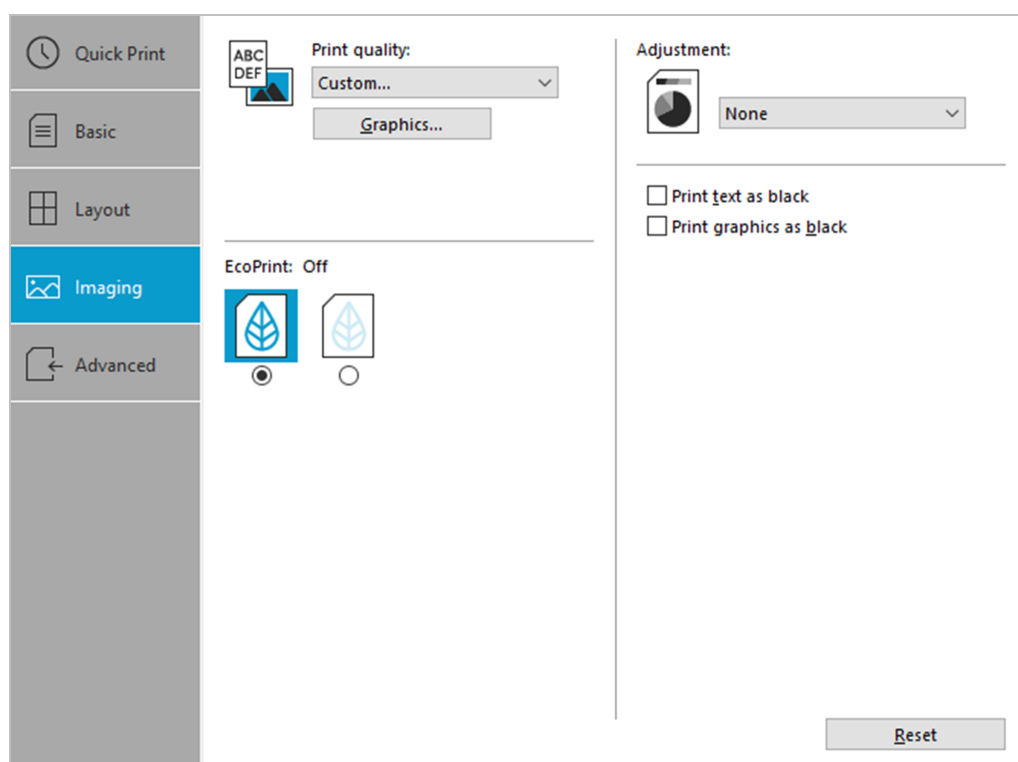 Quick Print
Basic
Layout
Imaging
Advanced
ABC
DEF
Print quality:
Custom...
Graphics...
EcoPrint: Off
Adjustment:
None
Print text as black
Print graphics as black
Reset